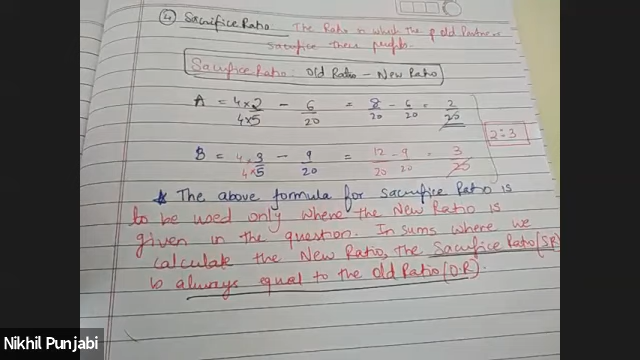 ④ Sacrifice Ratio The Ratio in which the old Partners
sacrifice their profits.
Sacrifice Ratio : Old Ratio - New Ratio
A = 4 × 2 / 4 × 5 - 6/20 = 8/20 - 6/20 = 2/20
2:3
B = 4 × 3 / 4 × 5 - 9/20 = 12/20 - 9/20 = 3/20
* The above formula for Sacrifice Ratio is
to be used only where the New Ratio is
given in the question. In sums where we
calculate the New Ratio, the Sacrifice Ratio (SR)
is always equal to the old Ratio (O.R).
Nikhil Punjabi